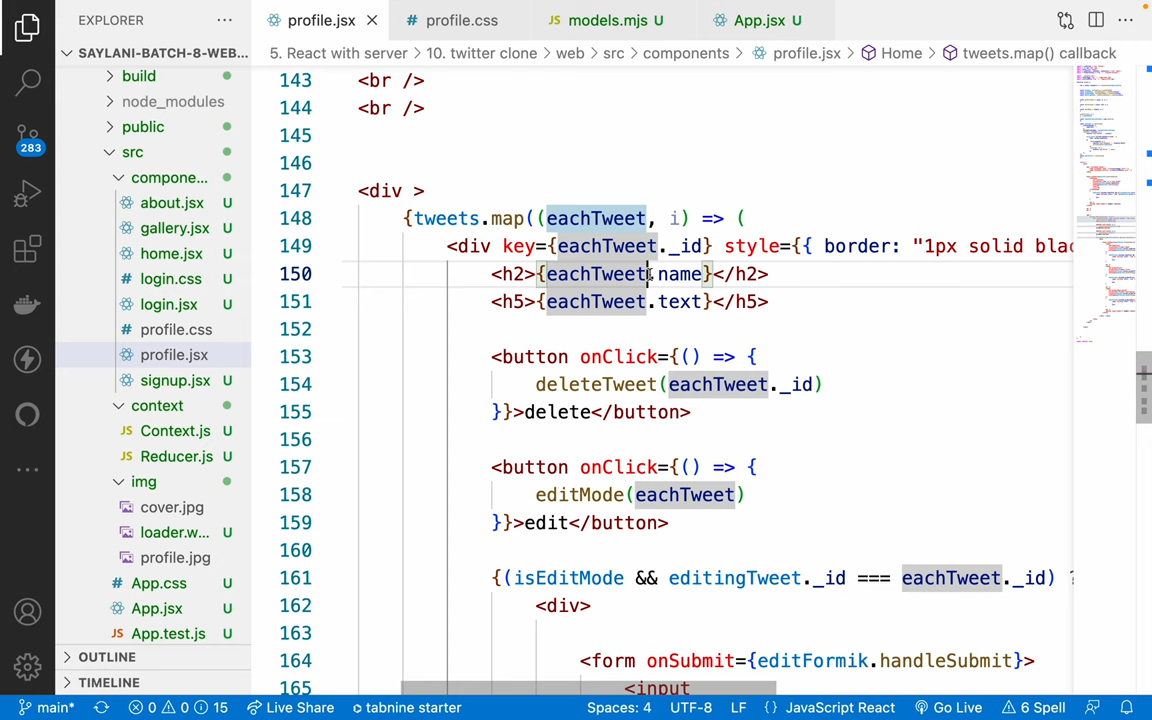 EXPLORER
profile.jsx
# profile.css
JS models.mjs U
App.jsx U
SAYLANI-BATCH-8-WEB...
5. React with server > 10. twitter clone > web > src > components > profile.jsx > Home > tweets.map() callback
build
node_modules
public
src
compone...
about.jsx U
gallery.jsx U
home.jsx U
# login.css U
login.jsx U
# profile.css
profile.jsx
signup.jsx U
context
JS Context.js U
JS Reducer.js U
img
cover.jpg
loader.w... U
profile.jpg
App.css U
App.jsx U
JS App.test.js U
OUTLINE
TIMELINE
283
143 <br />
144 <br />
145
146
147 <div >
148 {tweets.map((eachTweet, i) => (
149 <div key={eachTweet._id} style={{ border: "1px solid blac
150 <h2>{eachTweet.name}</h2>
151 <h5>{eachTweet.text}</h5>
152
153 <button onClick={() => {
154 deleteTweet(eachTweet._id)
155 }}>delete</button>
156
157 <button onClick={() => {
158 editMode(eachTweet)
159 }}>edit</button>
160
161 {(isEditMode && editingTweet._id === eachTweet._id) ?
162 <div>
163
164 <form onSubmit={editFormik.handleSubmit}>
165 <input
main* 0 0 15 Live Share tabnine starter Spaces: 4 UTF-8 LF {} JavaScript React Go Live 6 Spell